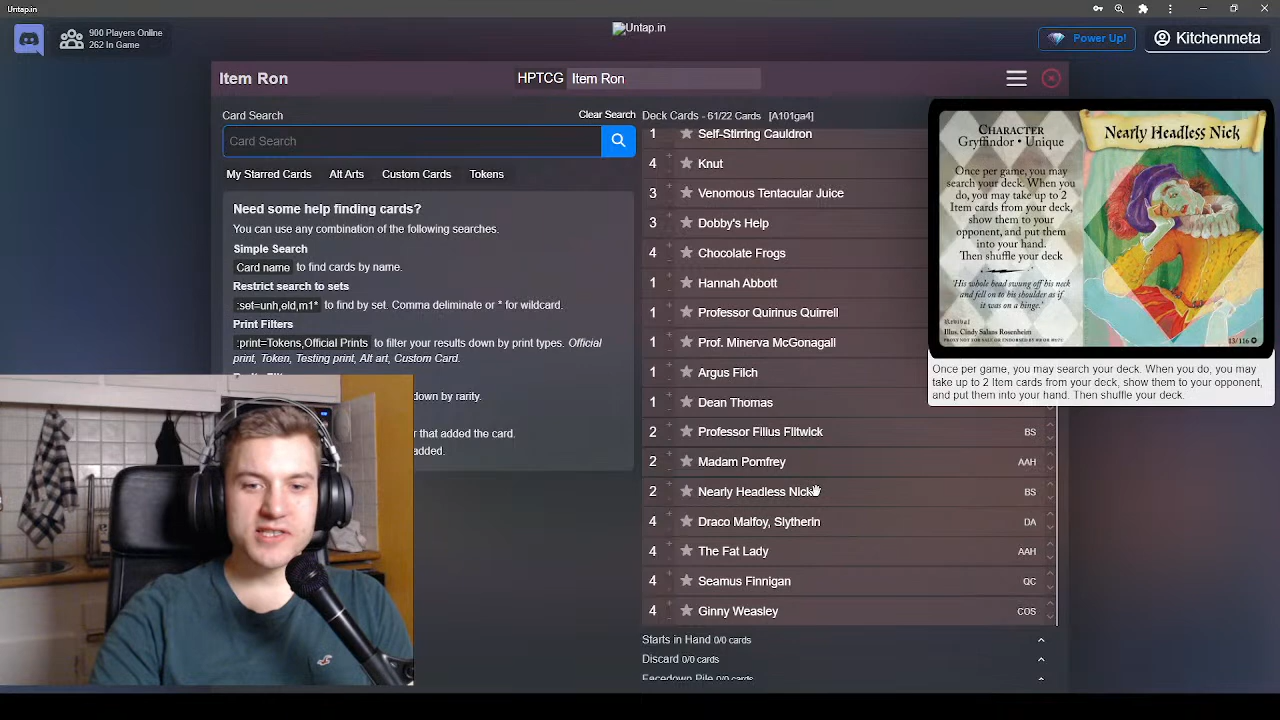 Untap.in
900 Players Online
262 In Game
Untap.in
Power Up!
Kitchenmeta
Item Ron
HPTCG Item Ron
Card Search
Clear Search
Card Search
My Starred Cards Alt Arts Custom Cards Tokens
Need some help finding cards?
You can use any combination of the following searches.
Simple Search
Card name to find cards by name.
Restrict search to sets
:set=unh,eld,m1* to find by set. Comma deliminate or * for wildcard.
Print Filters
:print=Tokens,Official Prints to filter your results down by print types. Official
print, Token, Testing print, Alt art, Custom Card.
down by rarity.
r that added the card.
added.
Deck Cards - 61/22 Cards [A101ga4]
1 Self-Stirring Cauldron
4 Knut
3 Venomous Tentacular Juice
3 Dobby's Help
4 Chocolate Frogs
1 Hannah Abbott
1 Professor Quirinus Quirrell
1 Prof. Minerva McGonagall
1 Argus Filch
1 Dean Thomas
2 Professor Filius Flitwick BS
2 Madam Pomfrey AAH
2 Nearly Headless Nick BS
4 Draco Malfoy, Slytherin DA
4 The Fat Lady AAH
4 Seamus Finnigan QC
4 Ginny Weasley COS
Starts in Hand 0/0 cards
Discard 0/0 cards
Facedown Pile 0/0 cards
Character
Gryffindor • Unique
Nearly Headless Nick
Once per game, you may
search your deck. When you
do, you may take up to 2
Item cards from your deck,
show them to your
opponent, and put them
into your hand.
Then shuffle your deck
'His whole head swung off his neck
and fell on to his shoulder as if
it was on a hinge.'
Illus. Cindy Salans Rosenheim
13/116
Once per game, you may search your deck. When you do, you may
take up to 2 Item cards from your deck, show them to your opponent,
and put them into your hand. Then shuffle your deck.